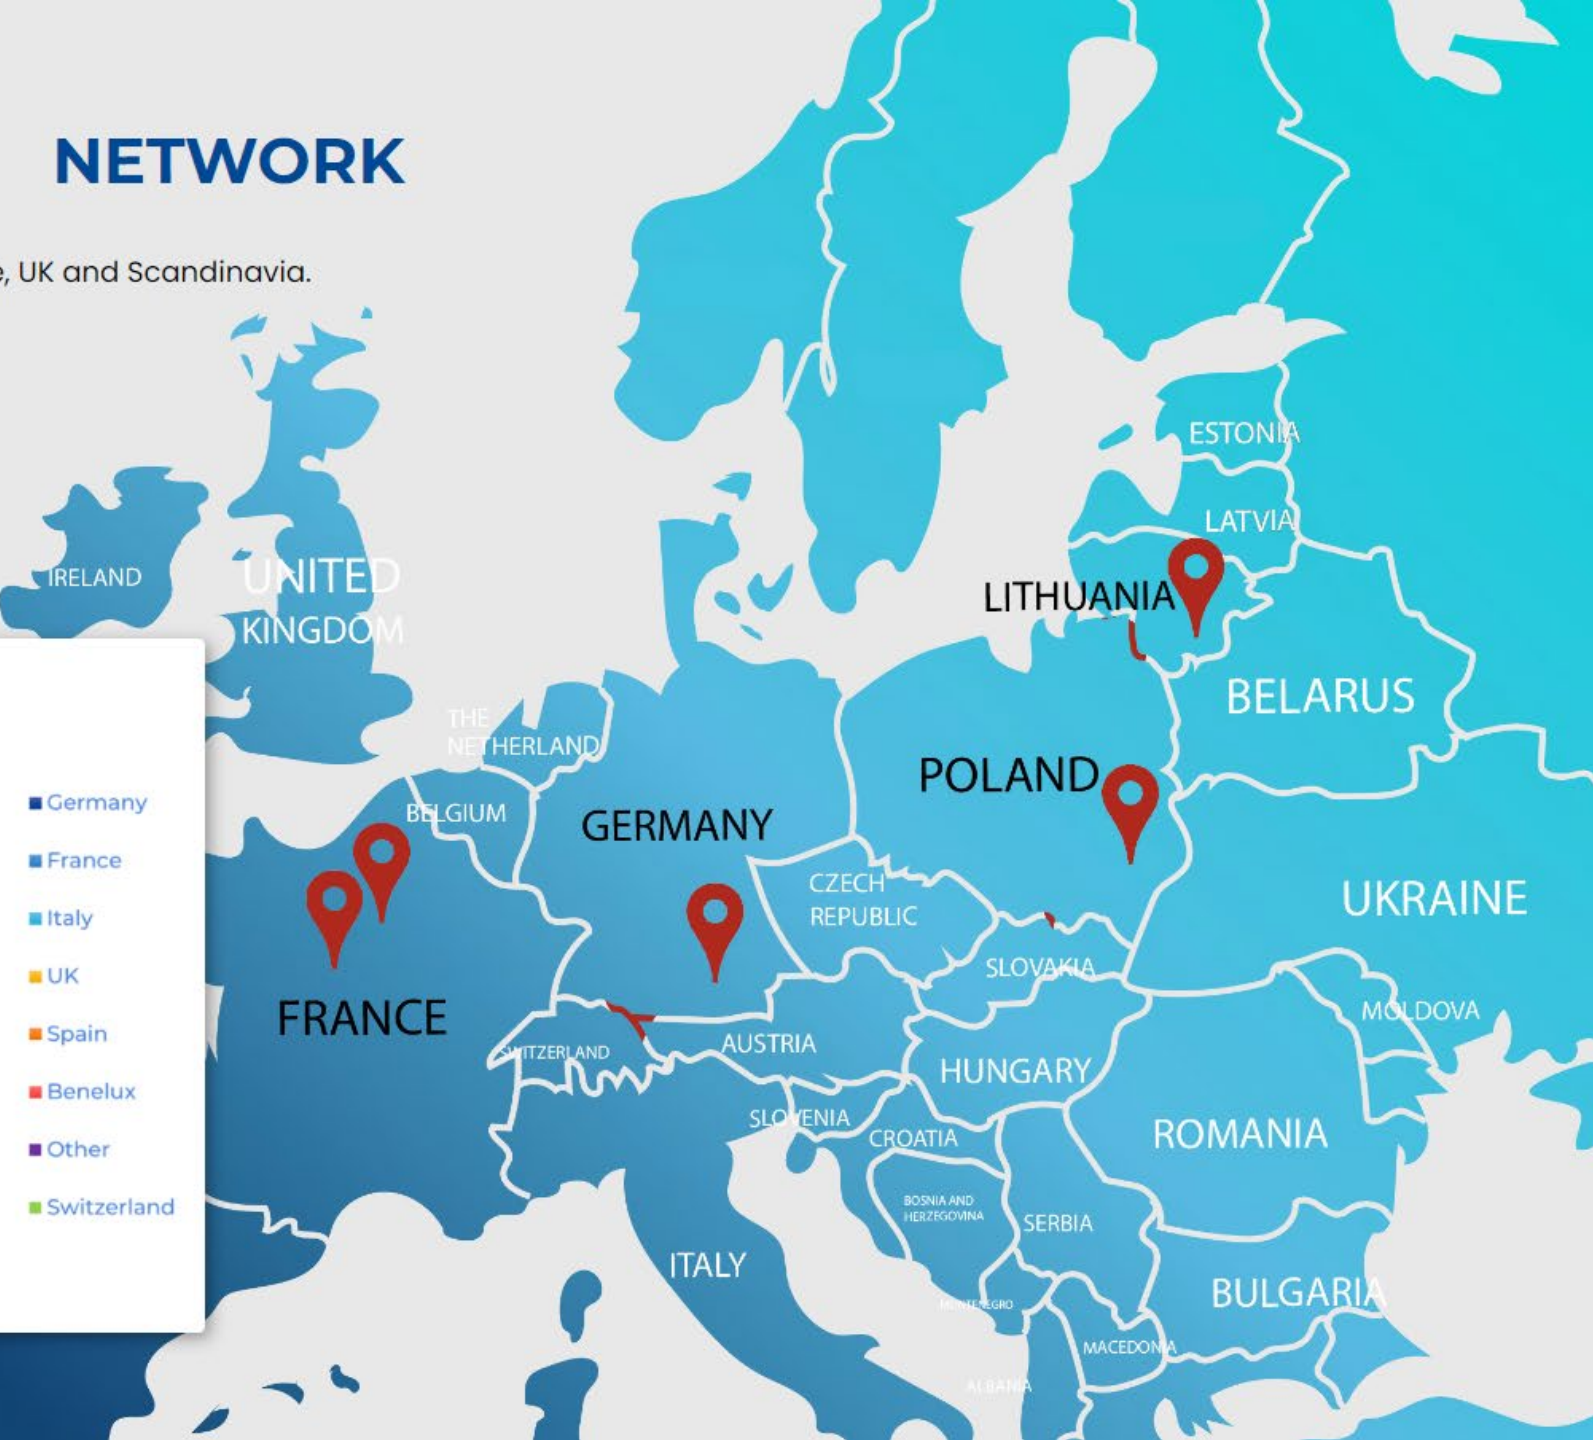 NETWORK
e, UK and Scandinavia.
ESTONIA
LATVIA
IRELAND
UNITED
KINGDOM
LITHUANIA
BELARUS
THE
NETHERLAND
POLAND
BELGIUM
GERMANY
CZECH
REPUBLIC
UKRAINE
SLOVAKIA
FRANCE
MOLDOVA
SWITZERLAND
AUSTRIA
HUNGARY
SLOVENIA
CROATIA
ROMANIA
BOSNIA AND
HERZEGOVINA
SERBIA
ITALY
MONTENEGRO
BULGARIA
MACEDONIA
ALBANIA
Germany
France
Italy
UK
Spain
Benelux
Other
Switzerland